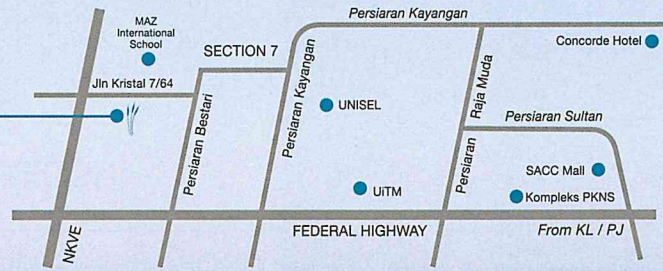 Persiaran Kayangan
MAZ
International
School
SECTION 7
Concorde Hotel
Jln Kristal 7/64
Persiaran Bestari
Persiaran Kayangan
UNISEL
Raja Muda
Persiaran
Persiaran Sultan
UiTM
SACC Mall
Kompleks PKNS
NKVE
FEDERAL HIGHWAY
From KL / PJ